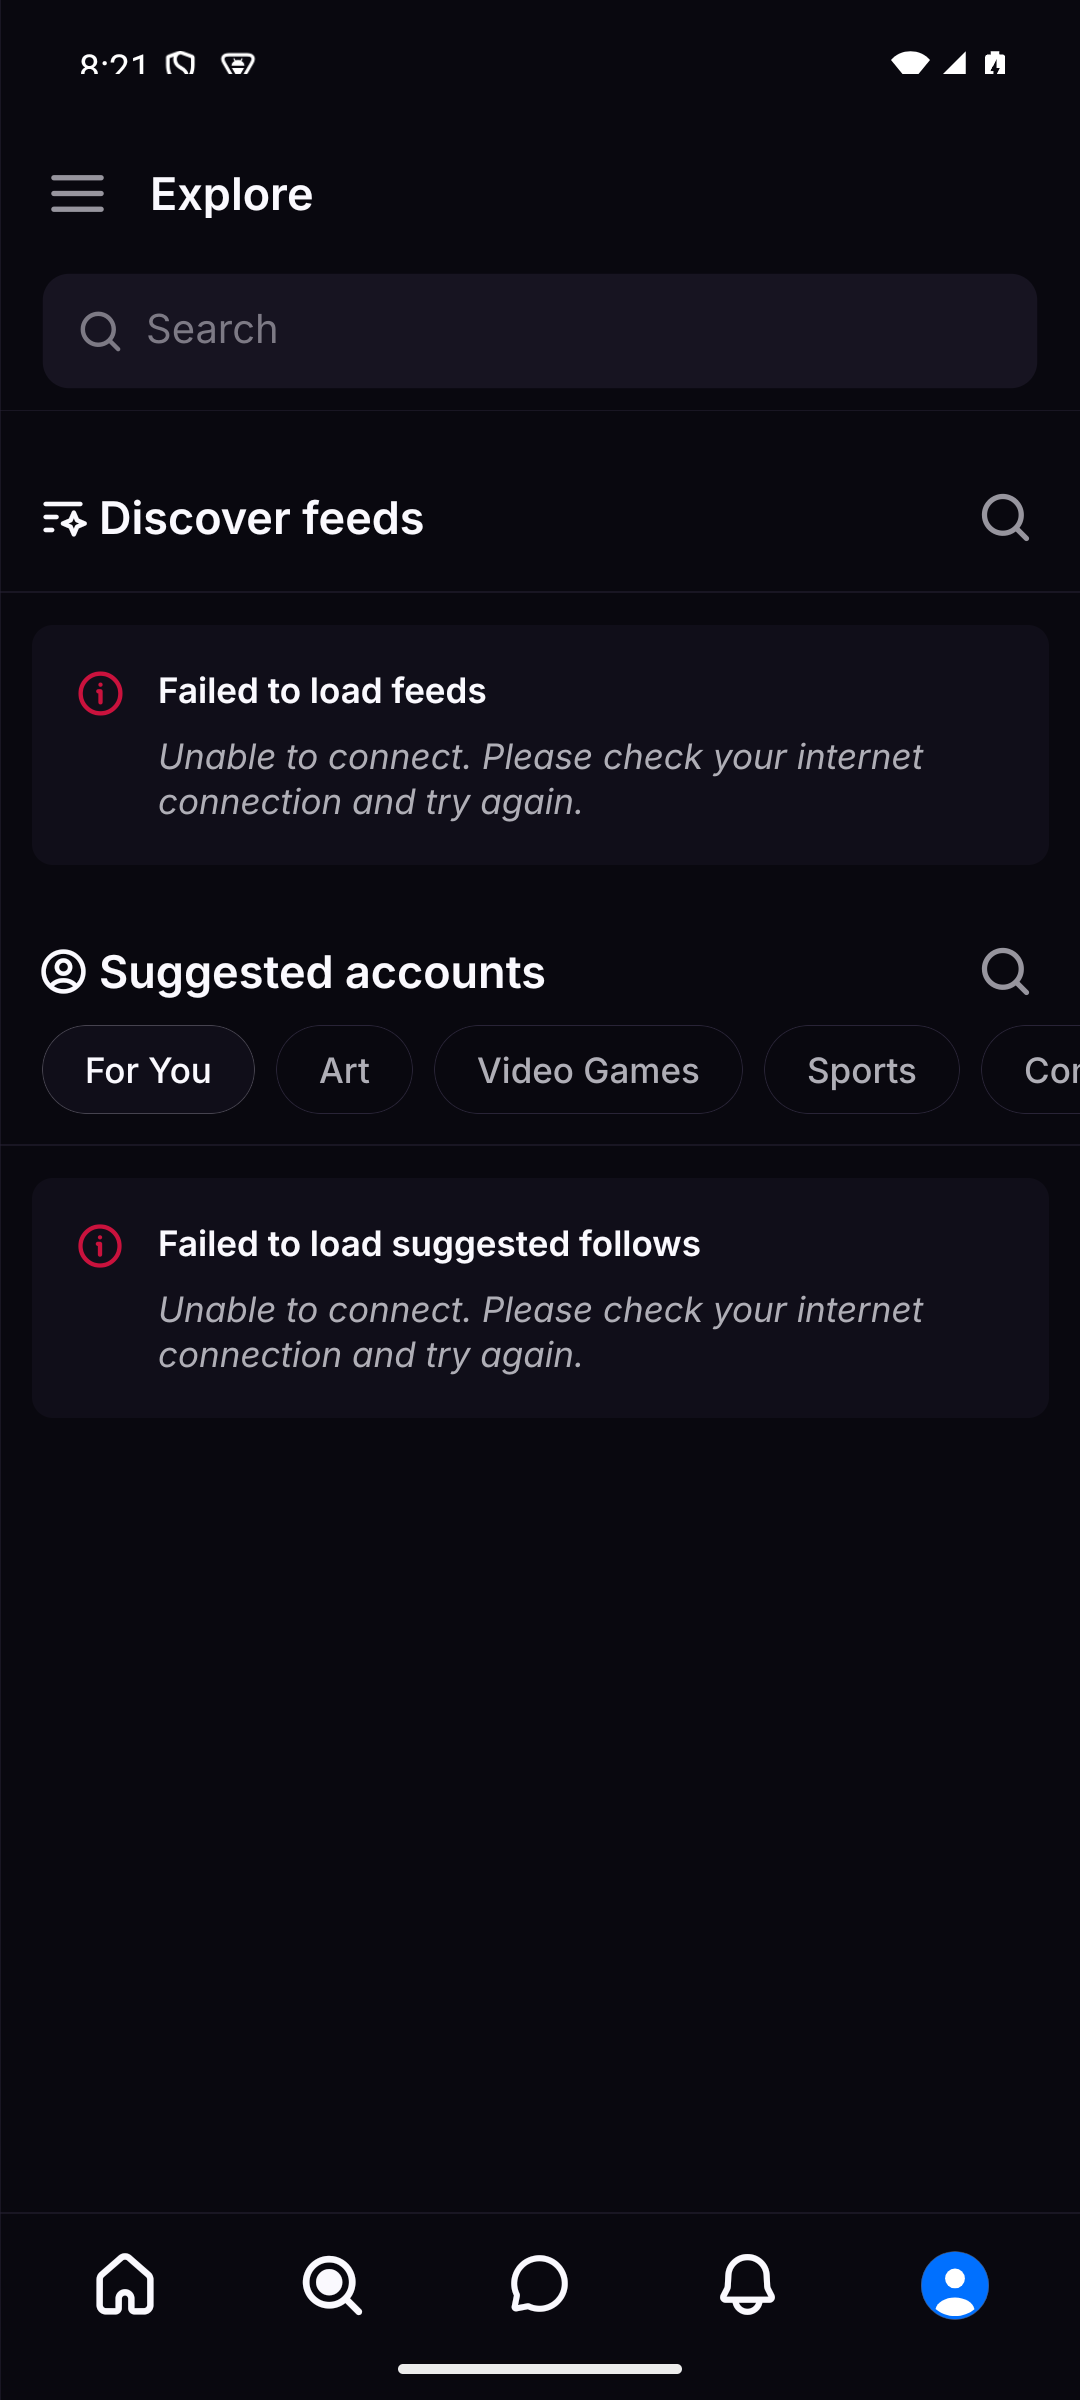 8:21
Explore
Search
Discover feeds
Failed to load feeds
Unable to connect. Please check your internet
connection and try again.
Suggested accounts
For You
Art
Video Games
Sports
Failed to load suggested follows
Unable to connect. Please check your internet
connection and try again.